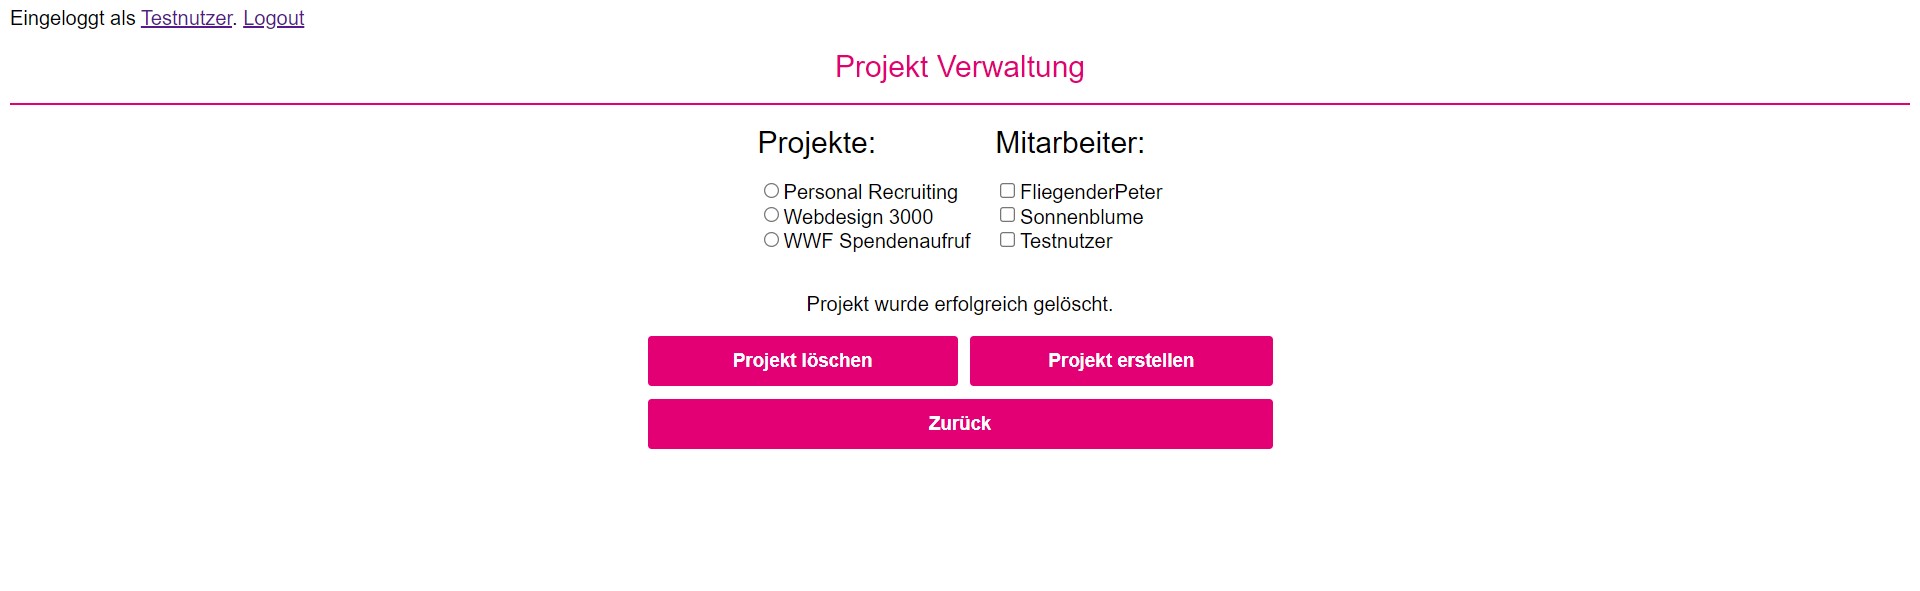 Eingeloggt als Testnutzer. Logout
Projekt Verwaltung
Projekte:
Personal Recruiting
Webdesign 3000
WWF Spendenaufruf
Mitarbeiter:
FliegenderPeter
Sonnenblume
Testnutzer
Projekt wurde erfolgreich gelöscht.
Projekt löschen
Projekt erstellen
Zurück